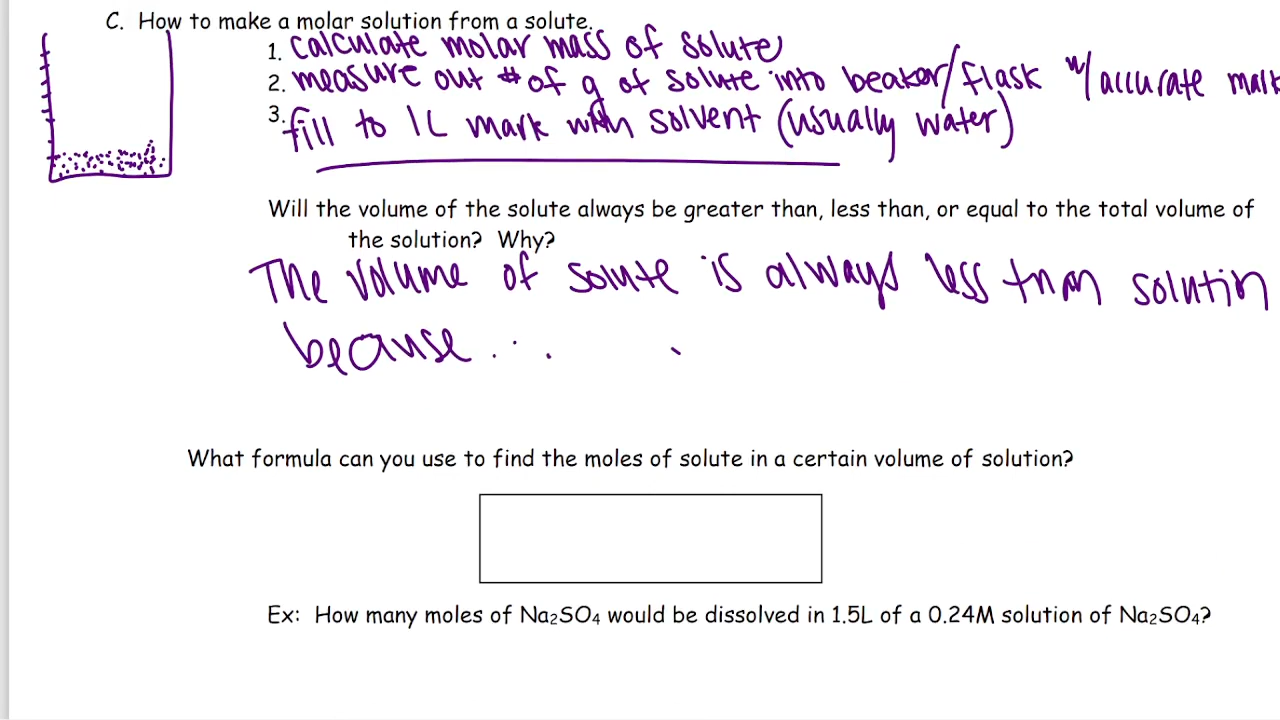 C. How to make a molar solution from a solute.
1. calculate molar mass of solute
2. measure out # of g of solute into beaker/flask w/accurate
3. fill to 1L mark with solvent (usually water)
Will the volume of the solute always be greater than, less than, or equal to the total volume of
the solution? Why?
The volume of solute is always less than solution
because...
What formula can you use to find the moles of solute in a certain volume of solution?
Ex: How many moles of Na₂SO₄ would be dissolved in 1.5L of a 0.24M solution of Na₂SO₄?